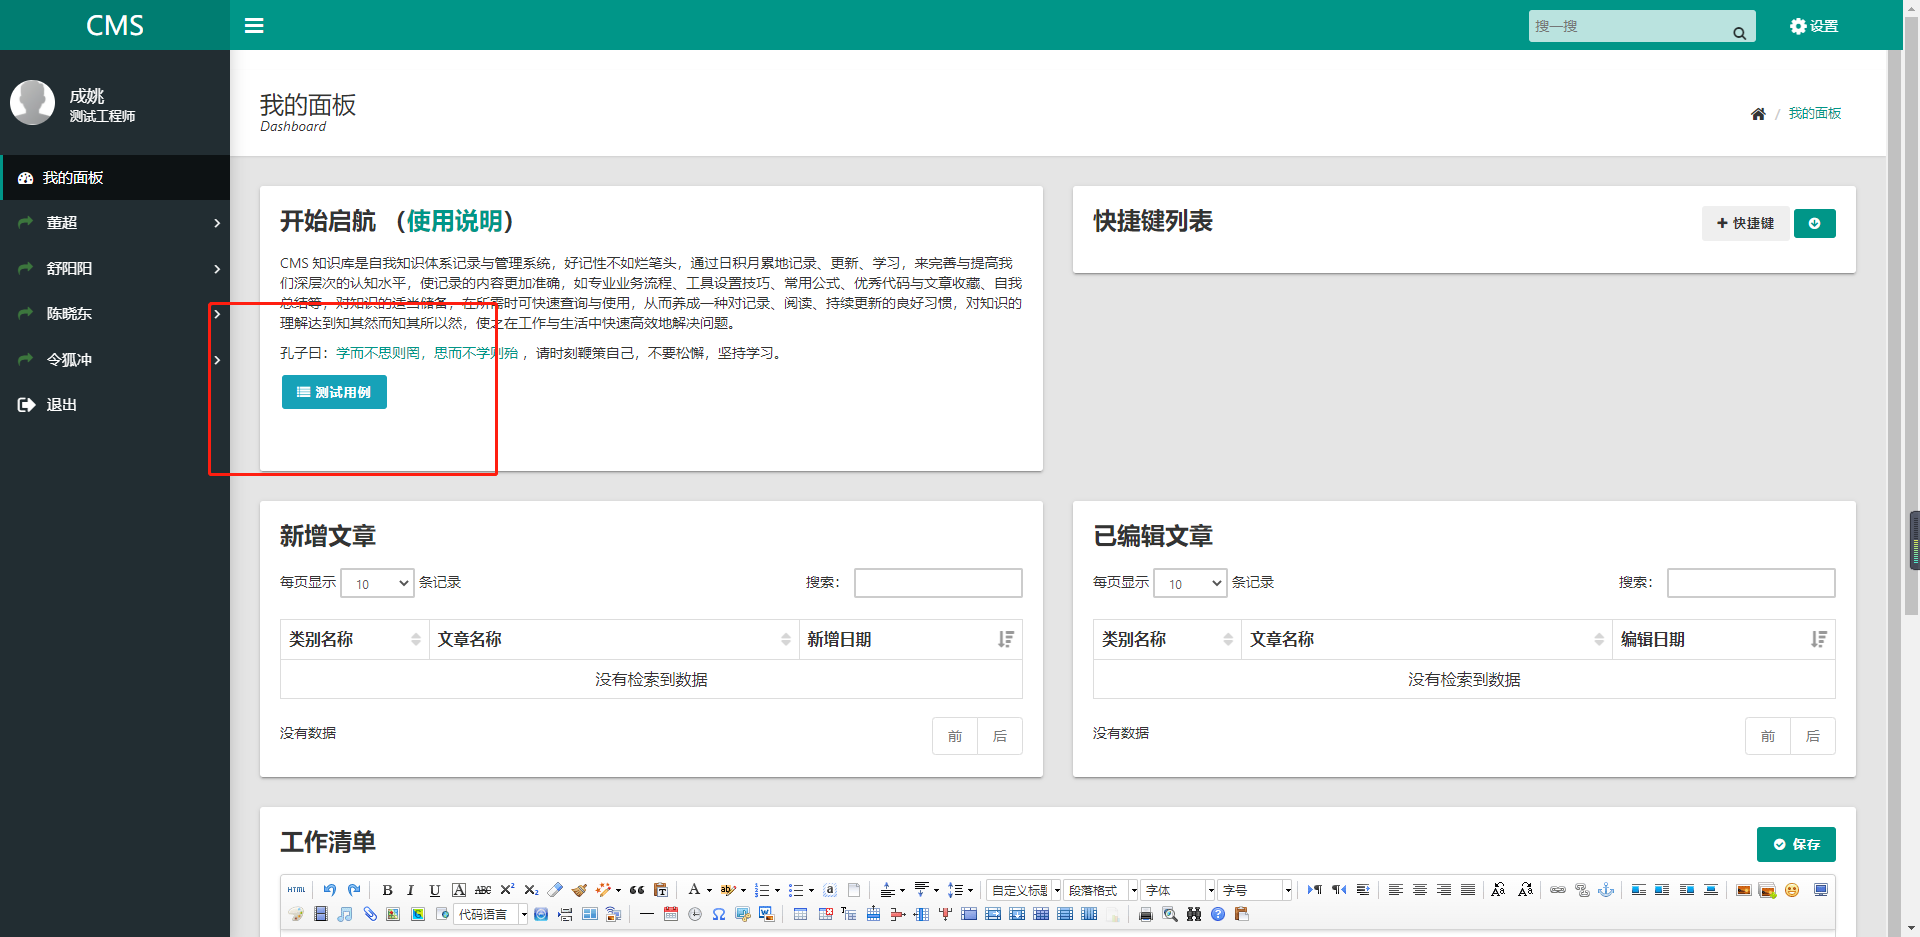 CMS
搜一搜
设置
成姚
测试工程师
我的面板
董超
舒阳阳
陈晓东
令狐冲
退出
我的面板
Dashboard
/ 我的面板
开始启航 （使用说明）
CMS 知识库是自我知识体系记录与管理系统，好记性不如烂笔头，通过日积月累地记录、更新、学习，来完善与提高我
们深层次的认知水平，使记录的内容更加准确，如专业业务流程、工具设置技巧、常用公式、优秀代码与文章收藏、自我
总结等，对知识的适当储备，在所需时可快速查询与使用，从而养成一种对记录、阅读、持续更新的良好习惯，对知识的
理解达到知其然而知其所以然，使之在工作与生活中快速高效地解决问题。
孔子曰：学而不思则罔，思而不学则殆 ，请时刻鞭策自己，不要松懈，坚持学习。
测试用例
快捷键列表
快捷键
新增文章
每页显示 10 条记录
搜索：
类别名称 文章名称 新增日期
没有检索到数据
没有数据
前 后
已编辑文章
每页显示 10 条记录
搜索：
类别名称 文章名称 编辑日期
没有检索到数据
没有数据
前 后
工作清单
保存
HTML B I U A ABC X² X₂ A ab a 自定义标题 段落格式 字体 字号
代码语言 Ω